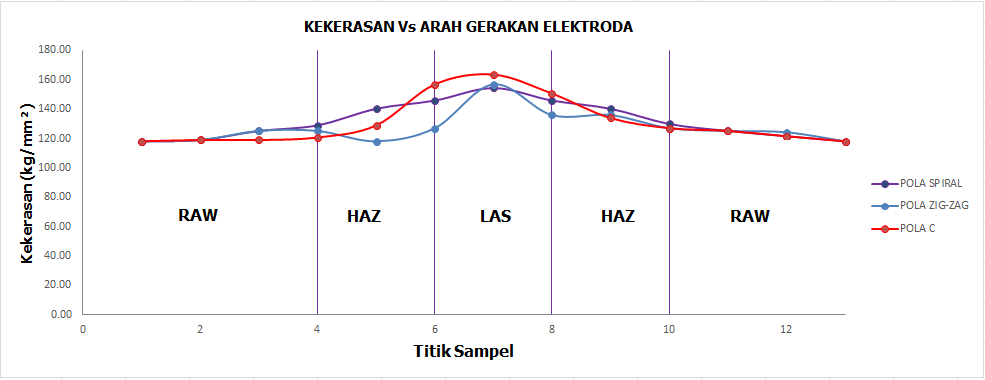 KEKERASAN Vs ARAH GERAKAN ELEKTRODA
180.00
160.00
140.00
120.00
100.00
80.00
60.00
40.00
20.00
0.00
Kekerasan (kg/mm ²)
RAW
HAZ
LAS
HAZ
RAW
POLA SPIRAL
POLA ZIG-ZAG
POLA C
0 2 4 6 8 10 12
Titik Sampel